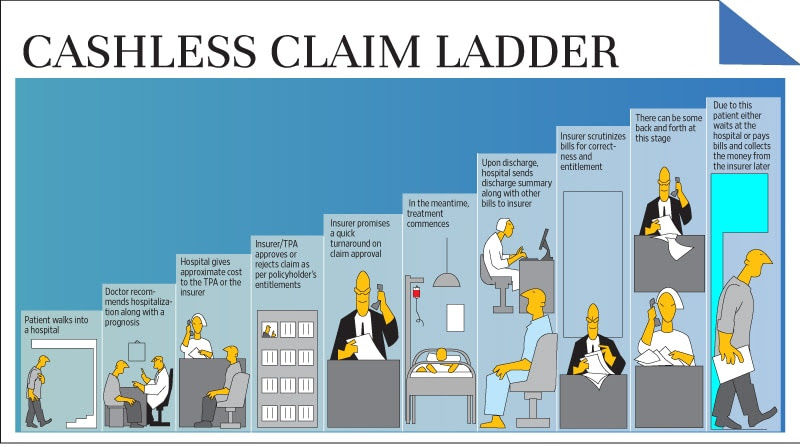 CASHLESS CLAIM LADDER
Patient walks into
a hospital
Doctor recom-
mends hospitaliza-
tion along with a
prognosis
Hospital gives
approximate cost
to the TPA or the
insurer
Insurer/TPA
approves or
rejects claim as
per policyholder's
entitlements
Insurer promises
a quick
turnaround on
claim approval
In the meantime,
treatment
commences
Upon discharge,
hospital sends
discharge summary
along with other
bills to insurer
Insurer scrutinizes
bills for correct-
ness and
entitlement
There can be some
back and forth at
this stage
Due to this
patient either
waits at the
hospital or pays
bills and collects
the money from
the insurer later